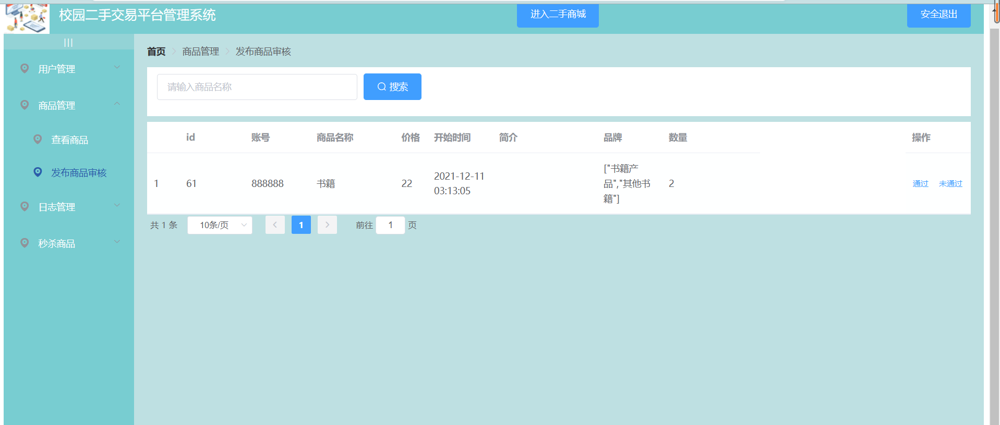 校园二手交易平台管理系统
进入二手商城
安全退出
|||
首页 商品管理 发布商品审核
用户管理
请输入商品名称
搜索
商品管理
查看商品
发布商品审核
日志管理
秒杀商品
id 账号 商品名称 价格 开始时间 简介 品牌 数量 操作
1 61 888888 书籍 22 2021-12-11 03:13:05 ["书籍产品","其他书籍"] 2 通过 未通过
共 1 条 10条/页 1 前往 1 页